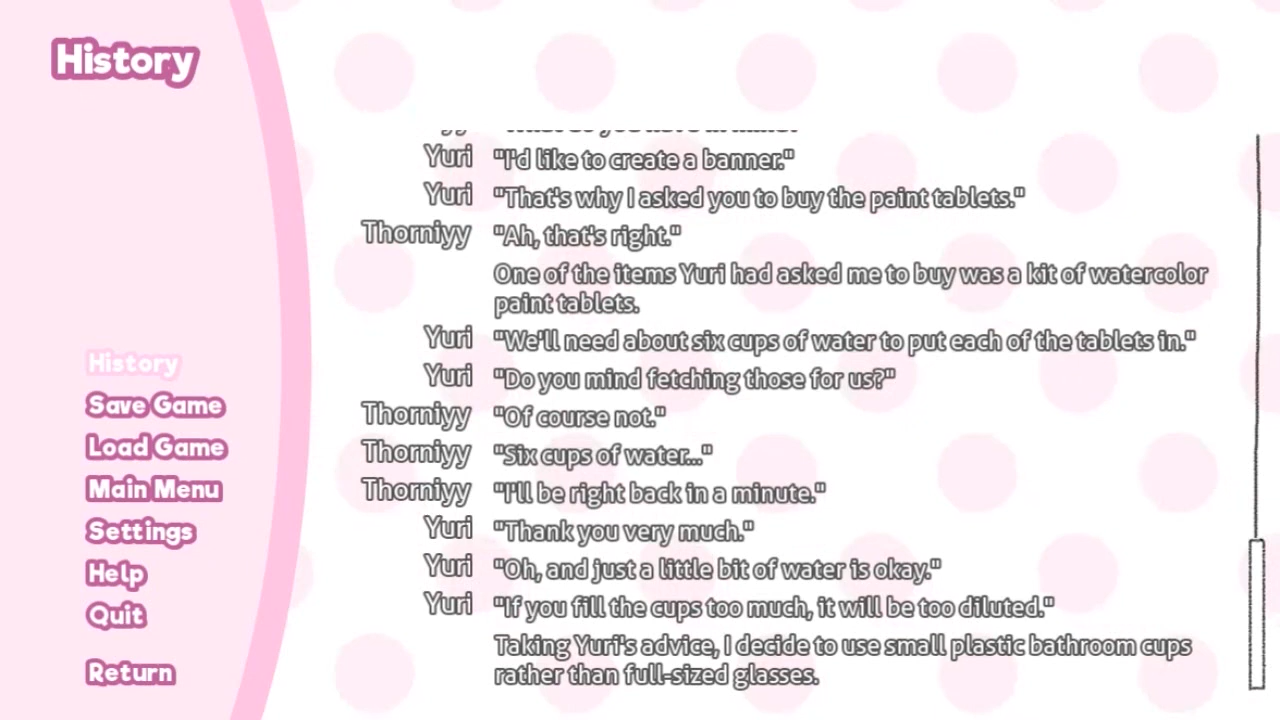 History
Yuri "I'd like to create a banner."
Yuri "That's why I asked you to buy the paint tablets."
Thorniyy "Ah, that's right."
One of the items Yuri had asked me to buy was a kit of watercolor
paint tablets.
Yuri "We'll need about six cups of water to put each of the tablets in."
Yuri "Do you mind fetching those for us?"
Thorniyy "Of course not."
Thorniyy "Six cups of water..."
Thorniyy "I'll be right back in a minute."
Yuri "Thank you very much."
Yuri "Oh, and just a little bit of water is okay."
Yuri "If you fill the cups too much, it will be too diluted."
Taking Yuri's advice, I decide to use small plastic bathroom cups
rather than full-sized glasses.
History
Save Game
Load Game
Main Menu
Settings
Help
Quit
Return